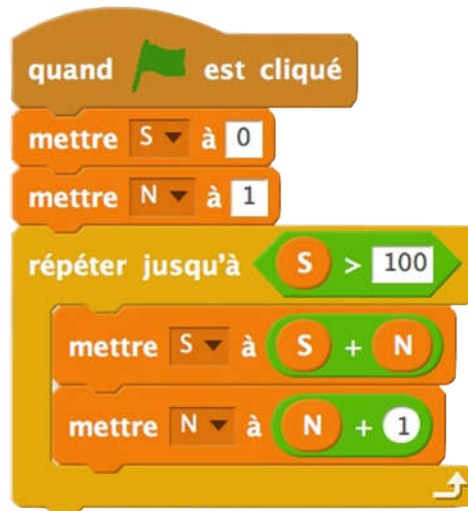 quand est cliqué
mettre S à 0
mettre N à 1
répéter jusqu'à S > 100
mettre S à S + N
mettre N à N + 1